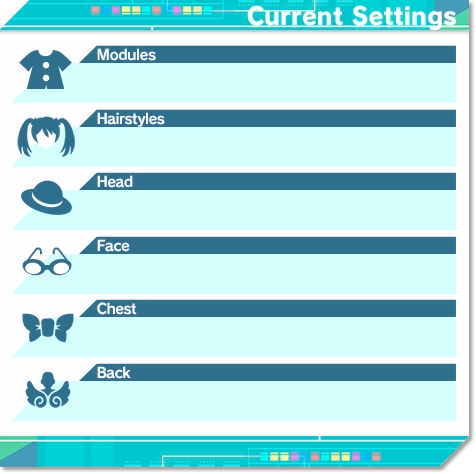 Current Settings
Modules
Hairstyles
Head
Face
Chest
Back